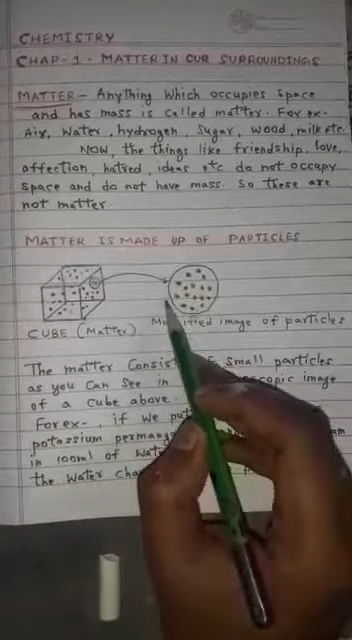 CHEMISTRY
CHAP-1. MATTER IN OUR SURROUNDINGS
MATTER - Anything which occupies space
and has mass is called matter. For ex-
Air, water, hydrogen, sugar, wood, milk etc.
NOW, the things like friendship, love,
affection, hatred, ideas etc do not occupy
space and do not have mass. So these are
not matter.
MATTER IS MADE UP OF PARTICLES
CUBE (Matter) image of particles
The matter small particles
as you can see in image
of a cube above.
For ex-, if we put
potassium
in 100ml of
the water